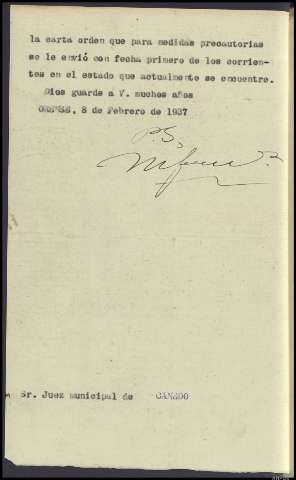 la carta orden que para medidas precautorias
se le envió con fecha primero de los corrien-
tes en el estado que actualmente se encuentre.
Dios guarde a V. muchos años
8 de Febrero de 1937
P.S.
Sr. Juez municipal de